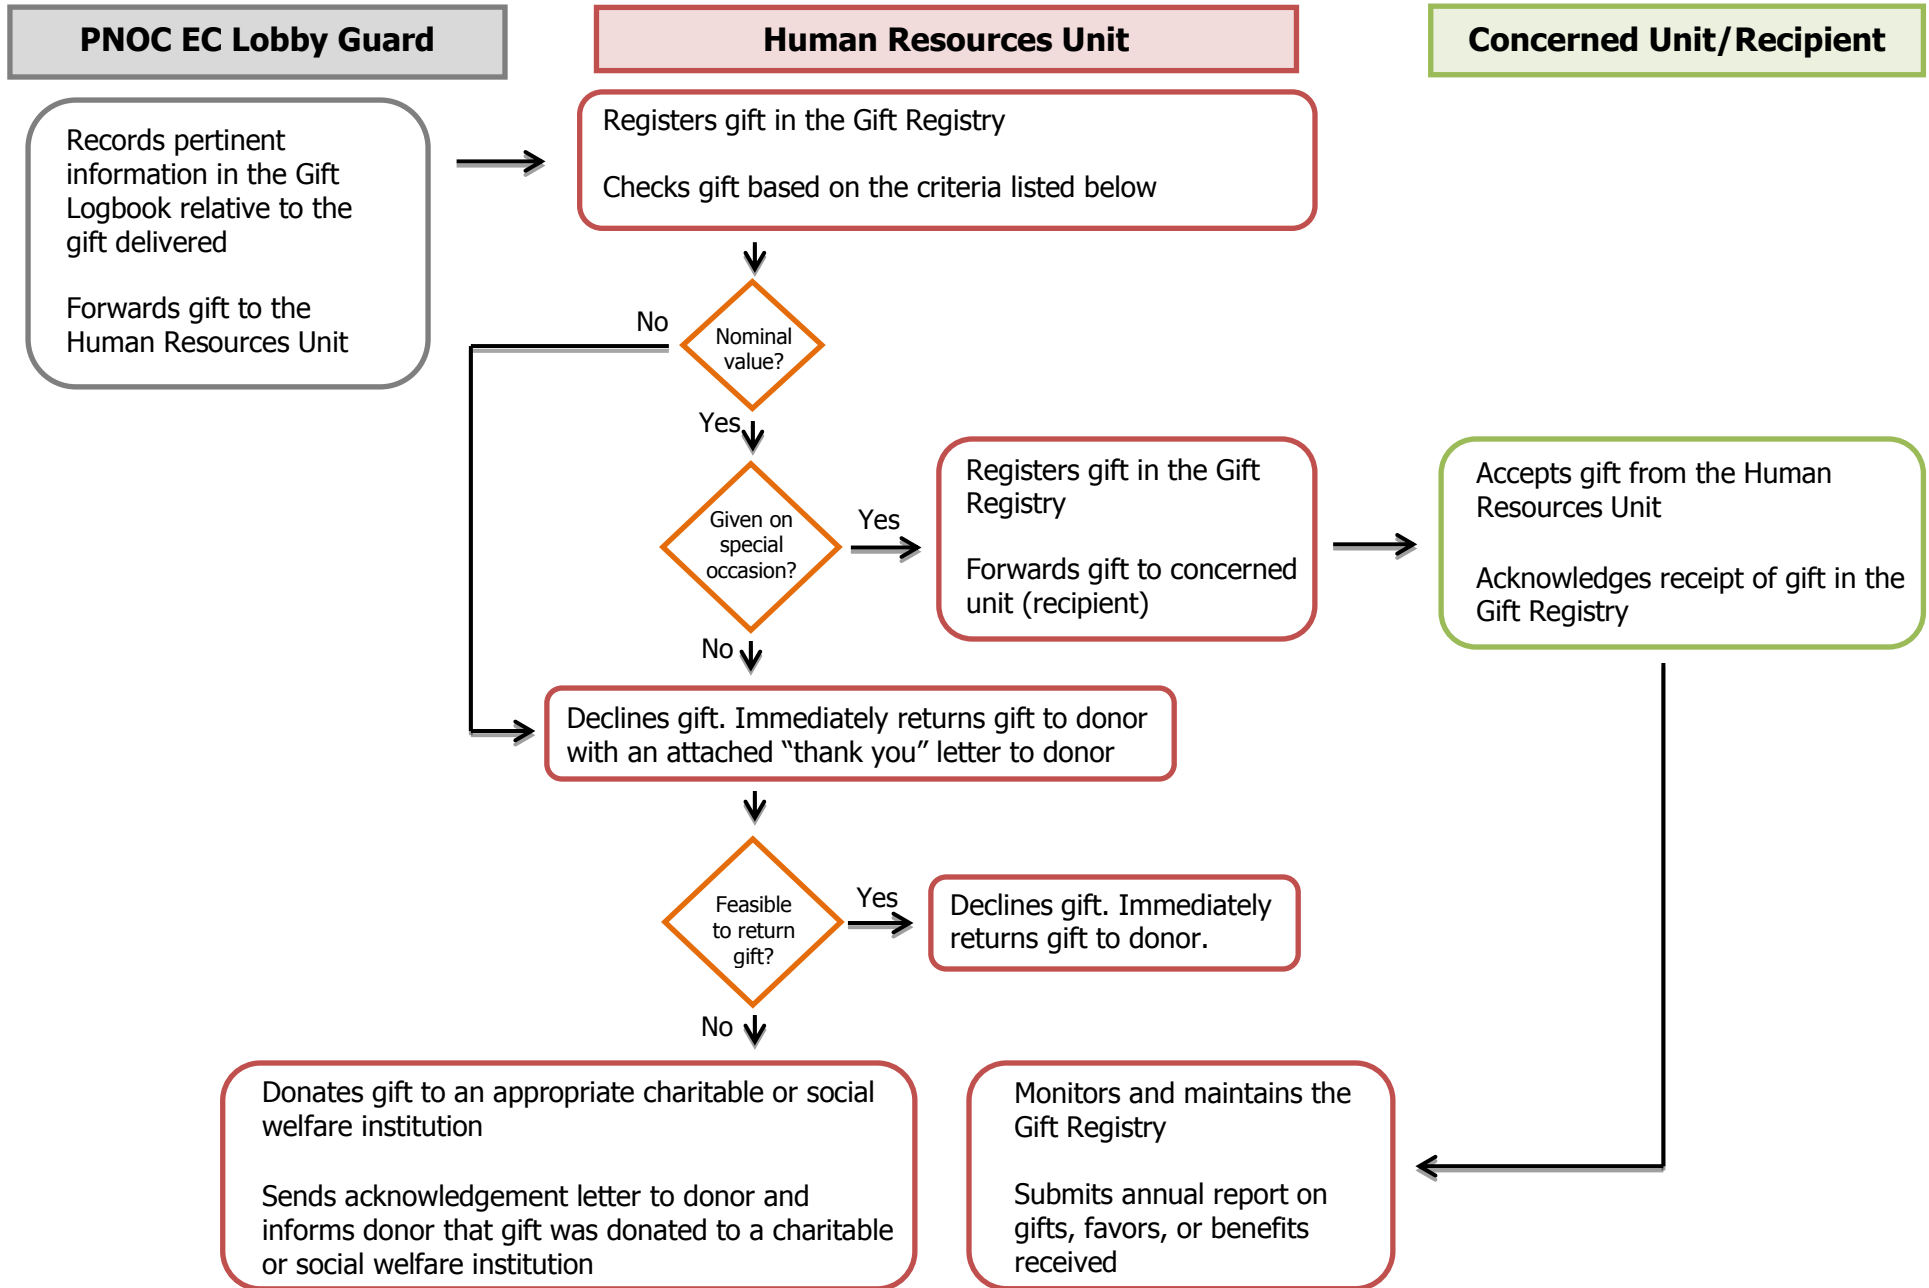 PNOC EC Lobby Guard
Human Resources Unit
Concerned Unit/Recipient
Records pertinent
information in the Gift
Logbook relative to the
gift delivered
Forwards gift to the
Human Resources Unit
Registers gift in the Gift Registry
Checks gift based on the criteria listed below
No
Nominal
value?
Yes
Given on
special
occasion?
Yes
Registers gift in the Gift
Registry
Forwards gift to concerned
unit (recipient)
Accepts gift from the Human
Resources Unit
Acknowledges receipt of gift in the
Gift Registry
No
Declines gift. Immediately returns gift to donor
with an attached “thank you” letter to donor
Feasible
to return
gift?
Yes
Declines gift. Immediately
returns gift to donor.
No
Donates gift to an appropriate charitable or social
welfare institution
Sends acknowledgement letter to donor and
informs donor that gift was donated to a charitable
or social welfare institution
Monitors and maintains the
Gift Registry
Submits annual report on
gifts, favors, or benefits
received